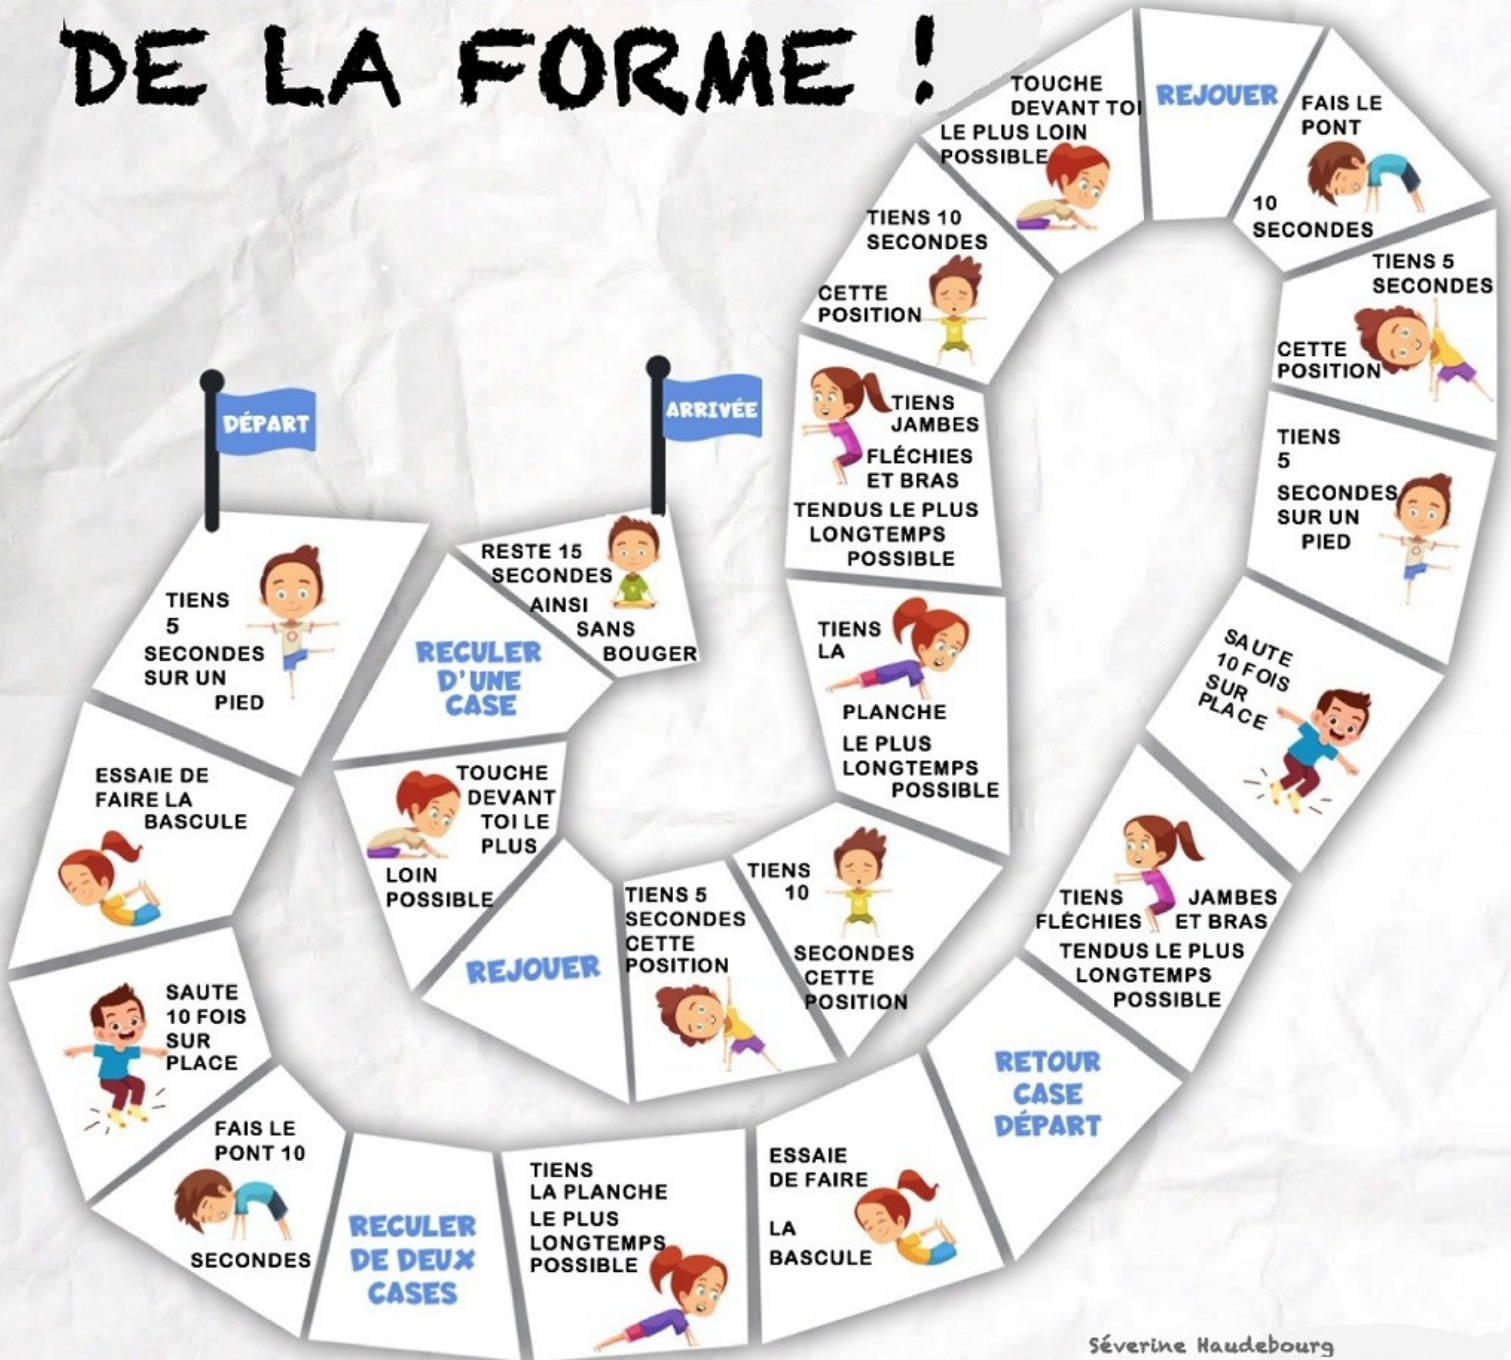 DE LA FORME !
DÉPART
TIENS
5
SECONDES
SUR UN
PIED
ESSAIE DE
FAIRE LA
BASCULE
SAUTE
10 FOIS
SUR
PLACE
FAIS LE
PONT 10
SECONDES
RECULER
DE DEUX
CASES
TIENS
LA PLANCHE
LE PLUS
LONGTEMPS
POSSIBLE
ESSAIE
DE FAIRE
LA
BASCULE
RETOUR
CASE
DÉPART
TIENS JAMBES
FLÉCHIES ET BRAS
TENDUS LE PLUS
LONGTEMPS
POSSIBLE
SAUTE
10 FOIS
SUR
PLACE
TIENS
5
SECONDES
SUR UN
PIED
TIENS 5
SECONDES
CETTE
POSITION
FAIS LE
PONT
10
SECONDES
REJOUER
TOUCHE
DEVANT TOI
LE PLUS LOIN
POSSIBLE
TIENS 10
SECONDES
CETTE
POSITION
TIENS
JAMBES
FLÉCHIES
ET BRAS
TENDUS LE PLUS
LONGTEMPS
POSSIBLE
TIENS
LA
PLANCHE
LE PLUS
LONGTEMPS
POSSIBLE
TIENS
10
SECONDES
CETTE
POSITION
TIENS 5
SECONDES
CETTE
POSITION
REJOUER
TOUCHE
DEVANT
TOI LE
PLUS
LOIN
POSSIBLE
RECULER
D'UNE
CASE
RESTE 15
SECONDES
AINSI
SANS
BOUGER
ARRIVÉE
Séverine Haudebourg